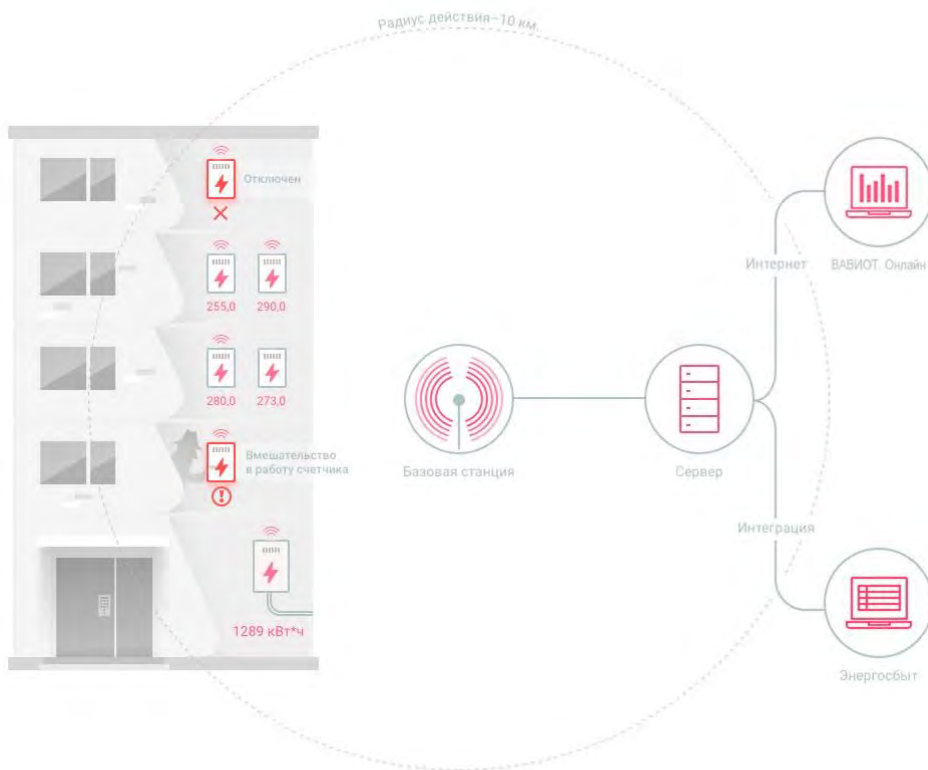 Радиус действия~10 км.
Отключен
255,0
290,0
280,0
273,0
Вмешательство
в работу счетчика
1289 кВт*ч
Базовая станция
Сервер
Интернет
ВАВИОТ. Онлайн
Интеграция
Энергосбыт